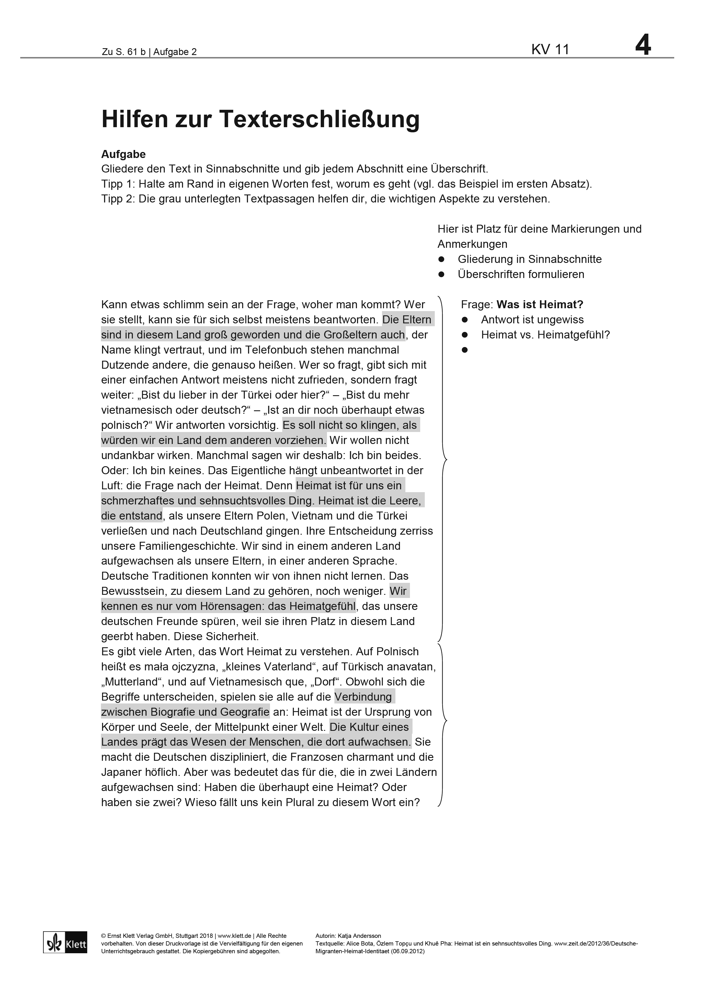 Zu S. 61 b | Aufgabe 2
KV 11
4
Hilfen zur Texterschließung
Aufgabe
Gliedere den Text in Sinnabschnitte und gib jedem Abschnitt eine Überschrift.
Tipp 1: Halte am Rand in eigenen Worten fest, worum es geht (vgl. das Beispiel im ersten Absatz).
Tipp 2: Die grau unterlegten Textpassagen helfen dir, die wichtigen Aspekte zu verstehen.
Hier ist Platz für deine Markierungen und
Anmerkungen
● Gliederung in Sinnabschnitte
● Überschriften formulieren
Kann etwas schlimm sein an der Frage, woher man kommt? Wer
sie stellt, kann sie für sich selbst meistens beantworten. Die Eltern
sind in diesem Land groß geworden und die Großeltern auch, der
Name klingt vertraut, und im Telefonbuch stehen manchmal
Dutzende andere, die genauso heißen. Wer so fragt, gibt sich mit
einer einfachen Antwort meistens nicht zufrieden, sondern fragt
weiter: „Bist du lieber in der Türkei oder hier?“ – „Bist du mehr
vietnamesisch oder deutsch?“ – „Ist an dir noch überhaupt etwas
polnisch?“ Wir antworten vorsichtig. Es soll nicht so klingen, als
würden wir ein Land dem anderen vorziehen. Wir wollen nicht
undankbar wirken. Manchmal sagen wir deshalb: Ich bin beides.
Oder: Ich bin keines. Das Eigentliche hängt unbeantwortet in der
Luft: die Frage nach der Heimat. Denn Heimat ist für uns ein
schmerzhaftes und sehnsuchtsvolles Ding. Heimat ist die Leere,
die entstand, als unsere Eltern Polen, Vietnam und die Türkei
verließen und nach Deutschland gingen. Ihre Entscheidung zerriss
unsere Familiengeschichte. Wir sind in einem anderen Land
aufgewachsen als unsere Eltern, in einer anderen Sprache.
Deutsche Traditionen konnten wir von ihnen nicht lernen. Das
Bewusstsein, zu diesem Land zu gehören, noch weniger. Wir
kennen es nur vom Hörensagen: das Heimatgefühl, das unsere
deutschen Freunde spüren, weil sie ihren Platz in diesem Land
geerbt haben. Diese Sicherheit.
Es gibt viele Arten, das Wort Heimat zu verstehen. Auf Polnisch
heißt es mała ojczyzna, „kleines Vaterland“, auf Türkisch anavatan,
„Mutterland“, und auf Vietnamesisch que, „Dorf“. Obwohl sich die
Begriffe unterscheiden, spielen sie alle auf die Verbindung
zwischen Biografie und Geografie an: Heimat ist der Ursprung von
Körper und Seele, der Mittelpunkt einer Welt. Die Kultur eines
Landes prägt das Wesen der Menschen, die dort aufwachsen. Sie
macht die Deutschen diszipliniert, die Franzosen charmant und die
Japaner höflich. Aber was bedeutet das für die, die in zwei Ländern
aufgewachsen sind: Haben die überhaupt eine Heimat? Oder
haben sie zwei? Wieso fällt uns kein Plural zu diesem Wort ein?
Frage: Was ist Heimat?
● Antwort ist ungewiss
● Heimat vs. Heimatgefühl?
●
Klett
© Ernst Klett Verlag GmbH, Stuttgart 2018 | www.klett.de | Alle Rechte
vorbehalten. Von dieser Druckvorlage ist die Vervielfältigung für den eigenen
Unterrichtsgebrauch gestattet. Die Kopiergebühren sind abgegolten.
Autorin: Katja Andersson
Textquelle: Alice Bota, Özlem Topçu und Khuê Pha: Heimat ist ein sehnsuchtsvolles Ding. www.zeit.de/2012/36/Deutsche-
Migranten-Heimat-Identitaet (06.09.2012)